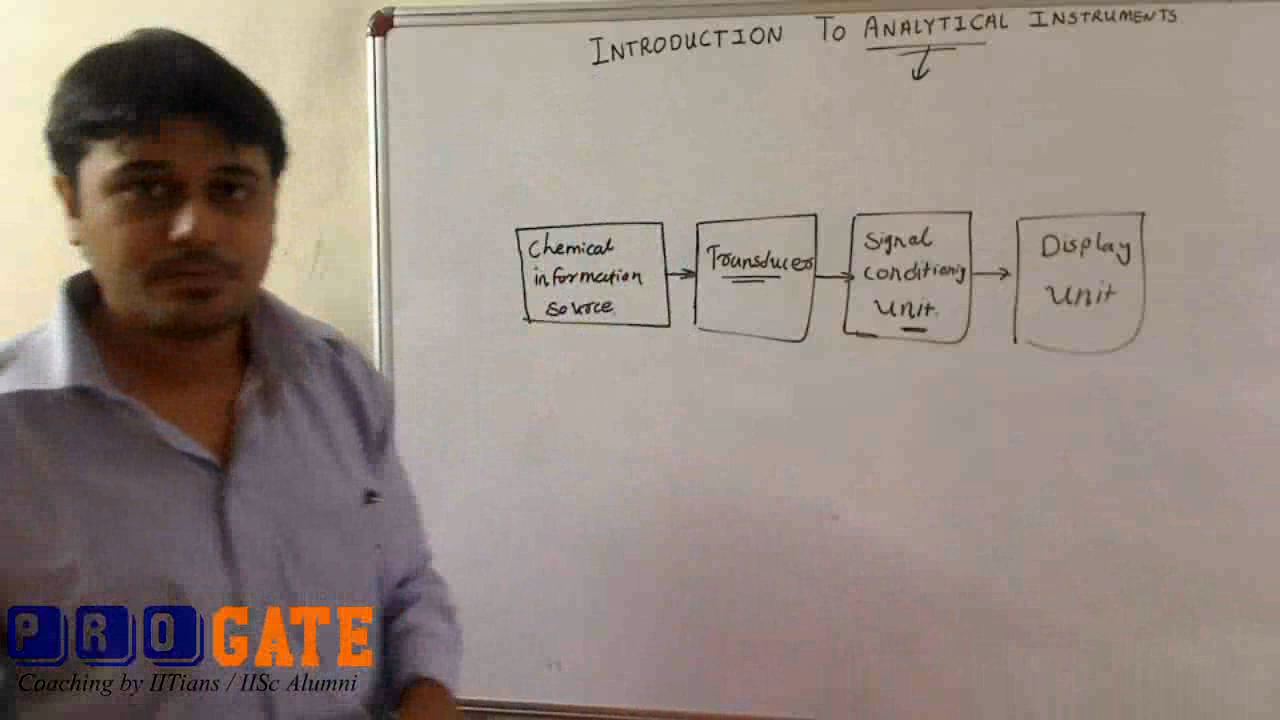 INTRODUCTION TO ANALYTICAL INSTRUMENTS
Chemical
information
source
Transducer
Signal
conditioning
Unit.
Display
Unit
PROGATE
Coaching by IITians / IISc Alumni